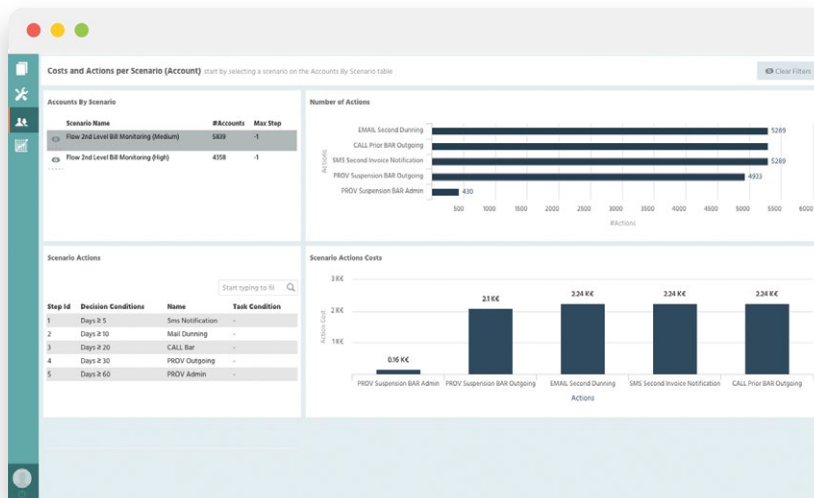 Costs and Actions per Scenario (Account) start by selecting a scenario on the Accounts By Scenario table
Clear Filters
Accounts By Scenario
Scenario Name #Accounts Max Step
Flow 2nd Level Bill Monitoring (Medium) 5839 -1
Flow 2nd Level Bill Monitoring (High) 4358 -1
Number of Actions
Actions
EMAIL Second Dunning 5289
CALL Prior BAR Outgoing
SMS Second Invoice Notification 5289
PROV Suspension BAR Outgoing 4933
PROV Suspension BAR Admin 430
500 1000 1500 2000 2500 3000 3500 4000 4500 5000 5500 6000
#Actions
Scenario Actions
Start typing to fil
Step Id Decision Conditions Name Task Condition
1 Days ≥ 5 Sms Notification -
2 Days ≥ 10 Mail Dunning -
3 Days ≥ 20 CALL Bar -
4 Days ≥ 30 PROV Outgoing -
5 Days ≥ 60 PROV Admin -
Scenario Actions Costs
Action Cost
3 K€
2 K€
1 K€
0.16 K€ 2.1 K€ 2.24 K€ 2.24 K€ 2.24 K€
PROV Suspension BAR Admin PROV Suspension BAR Outgoing EMAIL Second Dunning SMS Second Invoice Notification CALL Prior BAR Outgoing
Actions